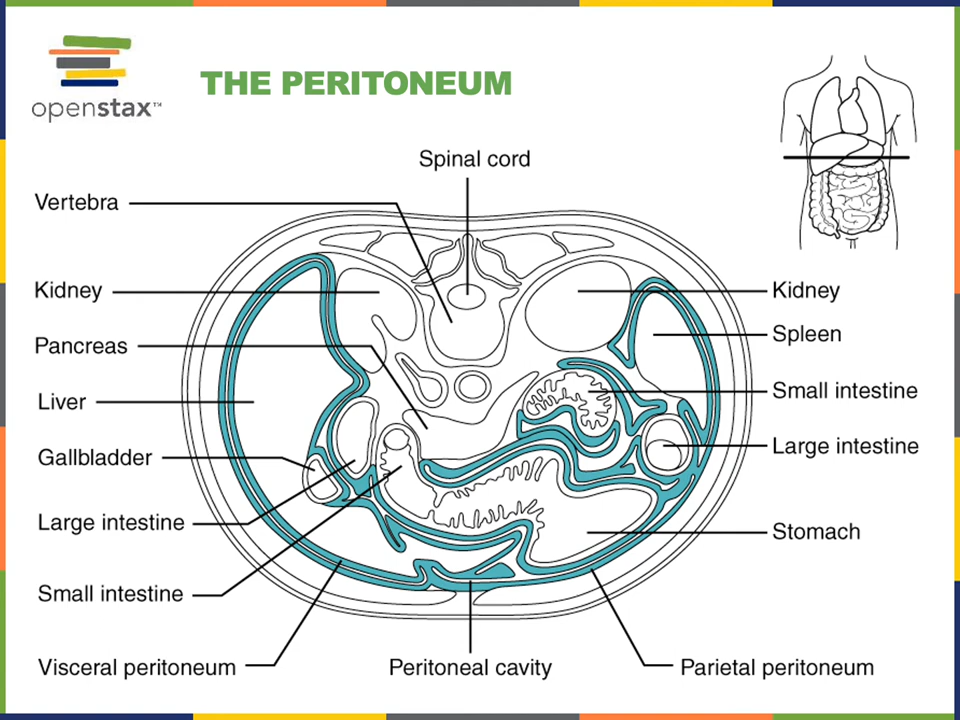 openstax™
THE PERITONEUM
Spinal cord
Vertebra
Kidney
Kidney
Spleen
Pancreas
Small intestine
Liver
Large intestine
Gallbladder
Large intestine
Stomach
Small intestine
Visceral peritoneum
Peritoneal cavity
Parietal peritoneum